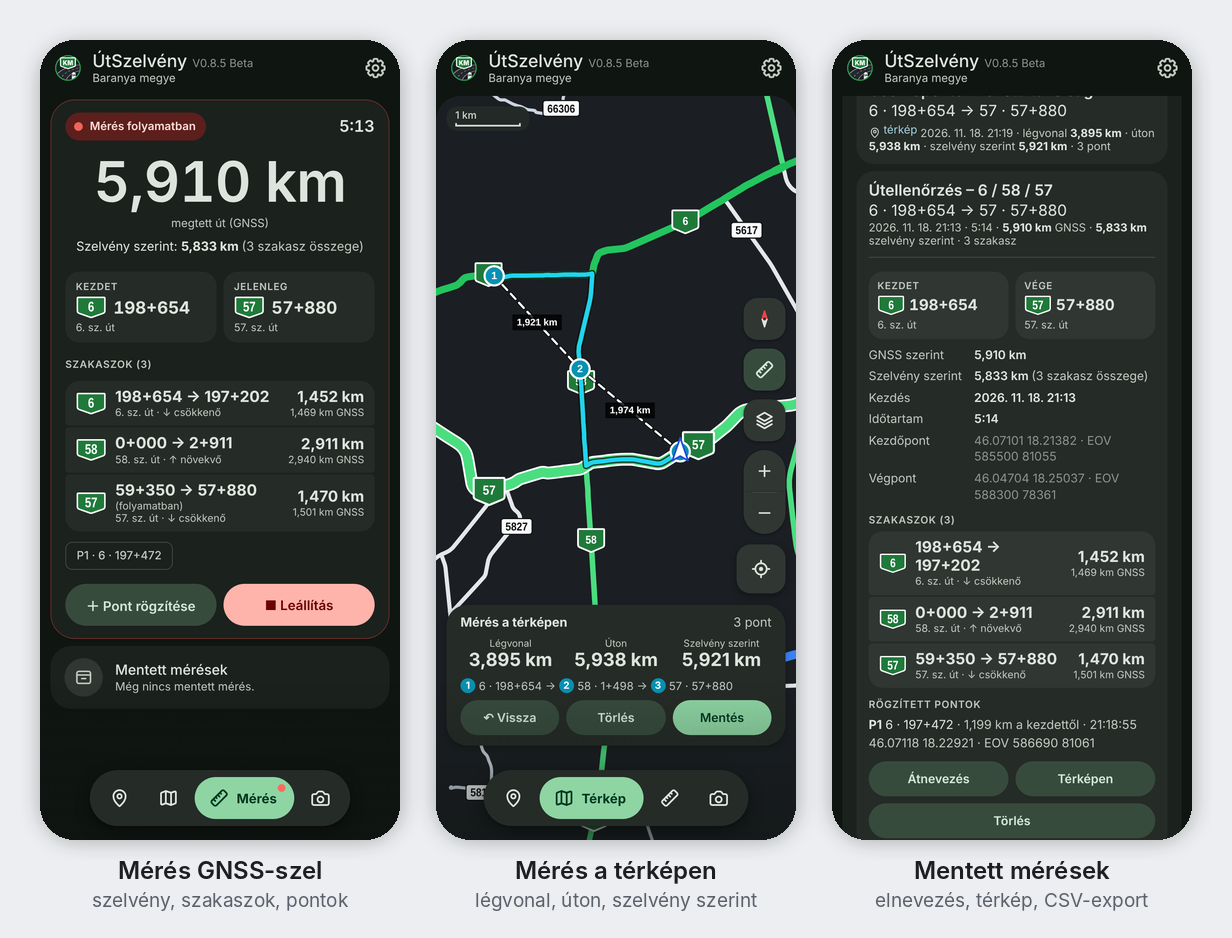 ÚtSzelvény V0.8.5 Beta
Baranya megye
Mérés folyamatban
5:13
5,910 km
megtett út (GNSS)
Szelvény szerint: 5,833 km (3 szakasz összege)
KEZDET
6 198+654
6. sz. út
JELENLEG
57 57+880
57. sz. út
SZAKASZOK (3)
6 198+654 → 197+202 1,452 km
6. sz. út · ↓ csökkenő 1,469 km GNSS
58 0+000 → 2+911 2,911 km
58. sz. út · ↑ növekvő 2,940 km GNSS
57 59+350 → 57+880 1,470 km
(folyamatban) 1,501 km GNSS
57. sz. út · ↓ csökkenő
P1 · 6 · 197+472
+ Pont rögzítése
■ Leállítás
Mentett mérések
Még nincs mentett mérés.
Mérés
Mérés GNSS-szel
szelvény, szakaszok, pontok
KM
ÚtSzelvény V0.8.5 Beta
Baranya megye
1 km
66306
6
5617
1
1,921 km
2
1,974 km
57
57
5827
58
+
−
Mérés a térképen 3 pont
Légvonal Úton Szelvény szerint
3,895 km 5,938 km 5,921 km
1 6 · 198+654 → 2 58 · 1+498 → 3 57 · 57+880
↶ Vissza
Törlés
Mentés
Térkép
Mérés a térképen
légvonal, úton, szelvény szerint
KM
ÚtSzelvény V0.8.5 Beta
Baranya megye
6 · 198+654 → 57 · 57+880
térkép 2026. 11. 18. 21:19 · légvonal 3,895 km · úton
5,938 km · szelvény szerint 5,921 km · 3 pont
Útellenőrzés – 6 / 58 / 57
6 · 198+654 → 57 · 57+880
2026. 11. 18. 21:13 · 5:14 · 5,910 km GNSS · 5,833 km
szelvény szerint · 3 szakasz
KEZDET
6 198+654
6. sz. út
VÉGE
57 57+880
57. sz. út
GNSS szerint 5,910 km
Szelvény szerint 5,833 km (3 szakasz összege)
Kezdés 2026. 11. 18. 21:13
Időtartam 5:14
Kezdőpont 46.07101 18.21382 · EOV
585500 81055
Végpont 46.04704 18.25037 · EOV
588300 78361
SZAKASZOK (3)
6 198+654 →
197+202 1,452 km
6. sz. út · ↓ csökkenő 1,469 km GNSS
58 0+000 → 2+911 2,911 km
58. sz. út · ↑ növekvő 2,940 km GNSS
57 59+350 → 57+880 1,470 km
57. sz. út · ↓ csökkenő 1,501 km GNSS
RÖGZÍTETT PONTOK
P1 6 · 197+472 · 1,199 km a kezdettől · 21:18:55
46.07118 18.22921 · EOV 586690 81061
Átnevezés
Térképen
Törlés
Mentett mérések
elnevezés, térkép, CSV-export